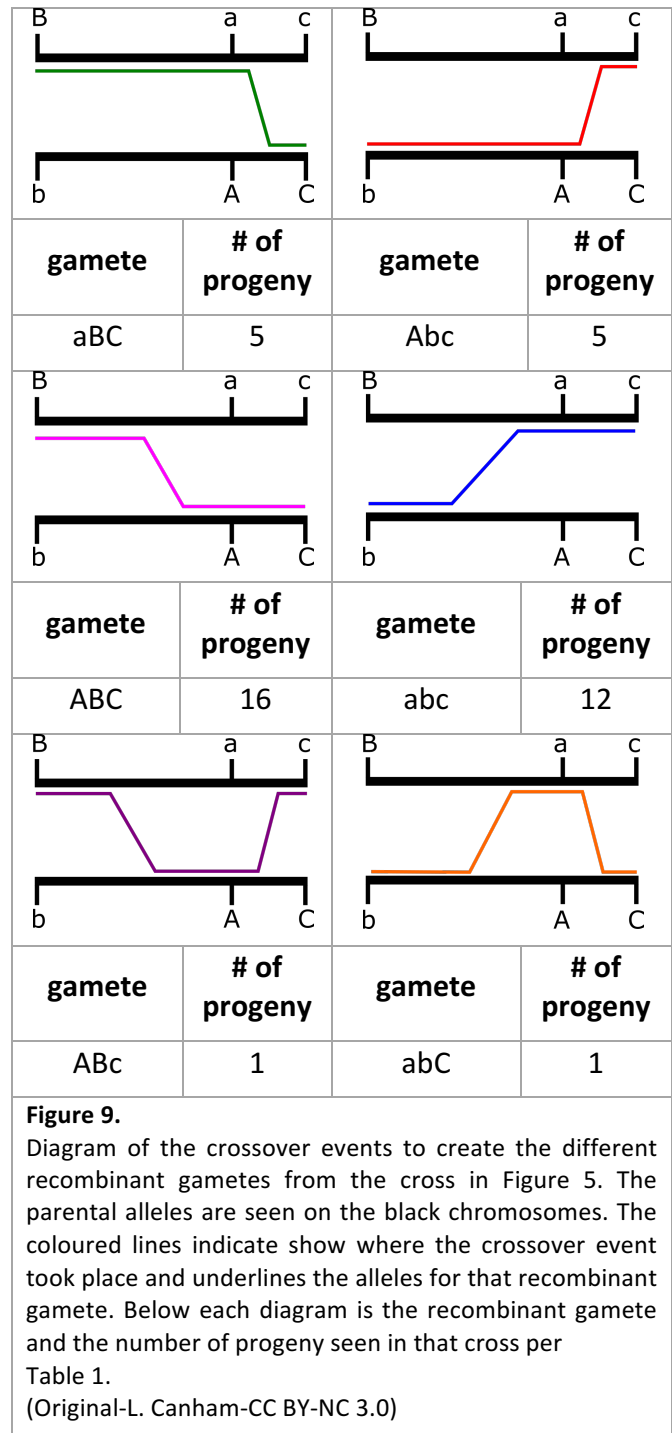 B a c
b A C
B a c
b A C
gamete
# of
progeny
gamete
# of
progeny
aBC 5 Abc 5
B a c
b A C
B a c
b A C
gamete
# of
progeny
gamete
# of
progeny
ABC 16 abc 12
B a c
b A C
B a c
b A C
gamete
# of
progeny
gamete
# of
progeny
ABc 1 abC 1
Figure 9.
Diagram of the crossover events to create the different
recombinant gametes from the cross in Figure 5. The
parental alleles are seen on the black chromosomes. The
coloured lines indicate show where the crossover event
took place and underlines the alleles for that recombinant
gamete. Below each diagram is the recombinant gamete
and the number of progeny seen in that cross per
Table 1.
(Original-L. Canham-CC BY-NC 3.0)